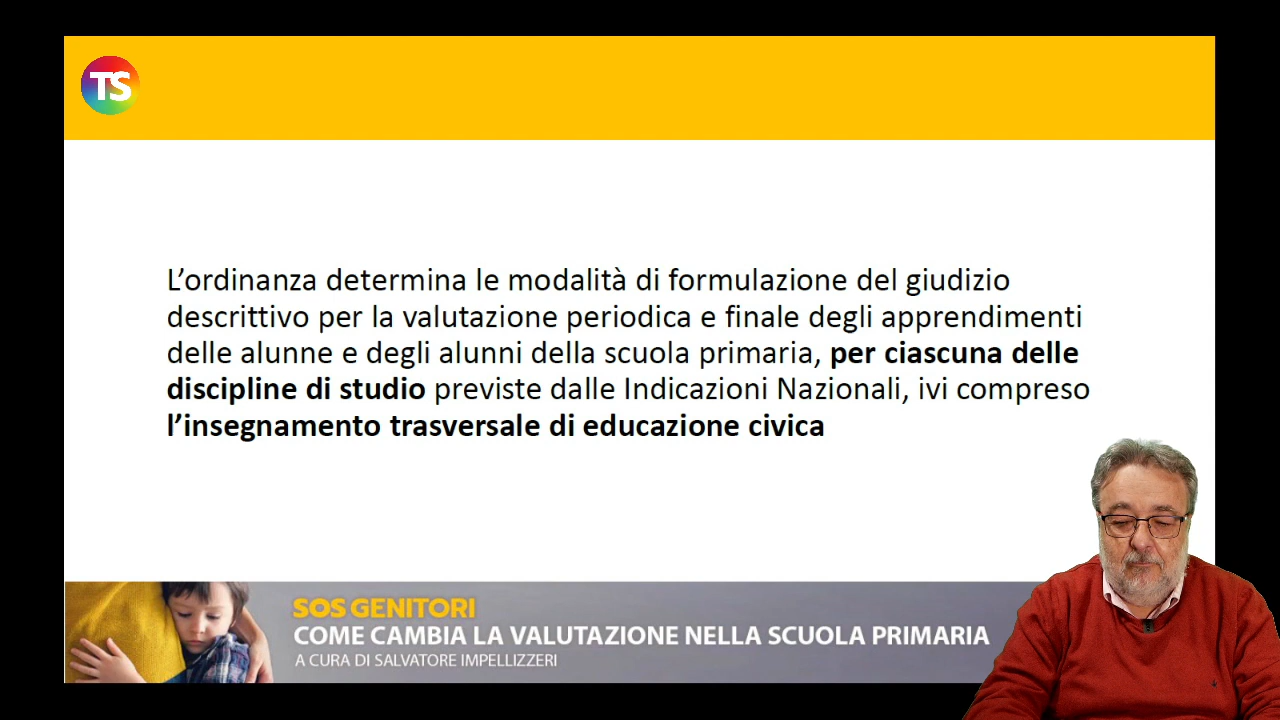 TS
L’ordinanza determina le modalità di formulazione del giudizio
descrittivo per la valutazione periodica e finale degli apprendimenti
delle alunne e degli alunni della scuola primaria, per ciascuna delle
discipline di studio previste dalle Indicazioni Nazionali, ivi compreso
l’insegnamento trasversale di educazione civica
SOS GENITORI
COME CAMBIA LA VALUTAZIONE NELLA SCUOLA PRIMARIA
A CURA DI SALVATORE IMPELLIZZERI